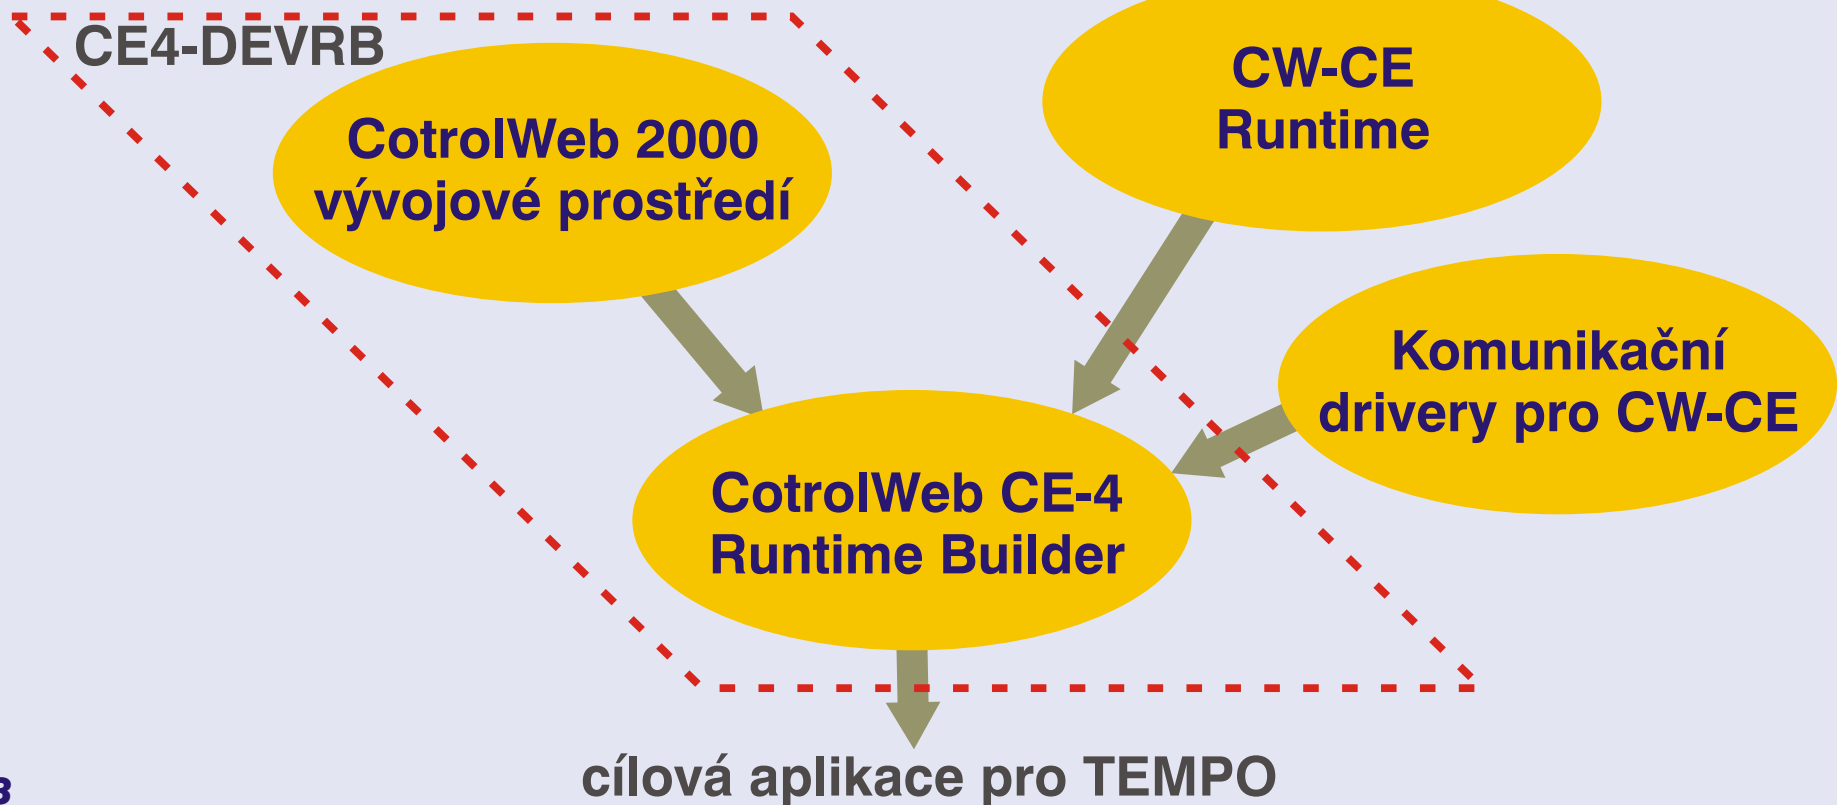 CE4-DEVRB
CotrolWeb 2000
vývojové prostředí
CW-CE
Runtime
Komunikační
drivery pro CW-CE
CotrolWeb CE-4
Runtime Builder
cílová aplikace pro TEMPO